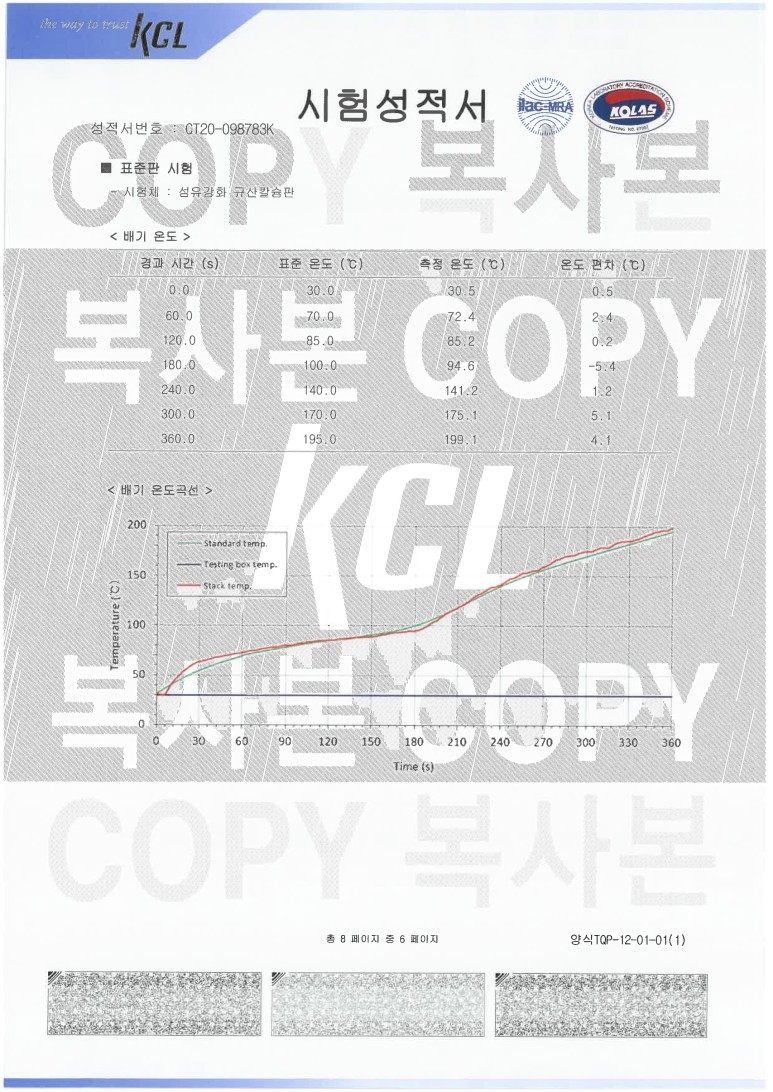 the way to trust KCL
시험성적서
ilac-MRA
KOREA LABORATORY ACCREDITATION SCHEME
KOLAS
성적서번호 : CT20-098783K
COPY 복사본
■ 표준판 시험
- 시험체 : 섬유강화 규산칼슘판
< 배기 온도 >
경과 시간 (s) 표준 온도 (℃) 측정 온도 (℃) 온도 편차 (℃)
0.0 30.0 30.5 0.5
60.0 70.0 72.4 2.4
120.0 85.0 85.2 0.2
180.0 100.0 94.6 -5.4
240.0 140.0 141.2 1.2
300.0 170.0 175.1 5.1
360.0 195.0 199.1 4.1
복사본 COPY
KCL
< 배기 온도곡선 >
Temperature (℃)
200
150
100
50
0
Standard temp.
Testing box temp.
Stack temp.
0 30 60 90 120 150 180 210 240 270 300 330 360
Time (s)
복사본 COPY
COPY 복사본
총 8 페이지 중 6 페이지 양식TQP-12-01-01(1)